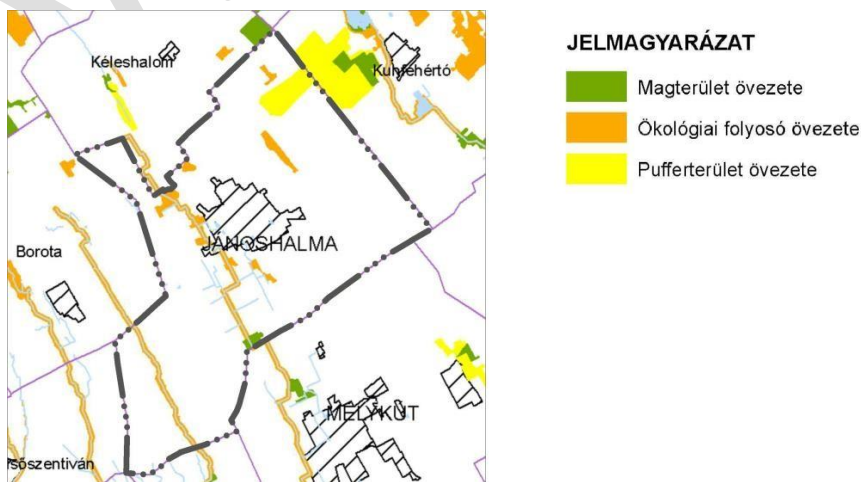 Kéleshalom
Kunfehértó
JÁNOSHALMA
Borota
MÉLYKÚT
sószentiván
JELMAGYARÁZAT
Magterület övezete
Ökológiai folyosó övezete
Pufferterület övezete